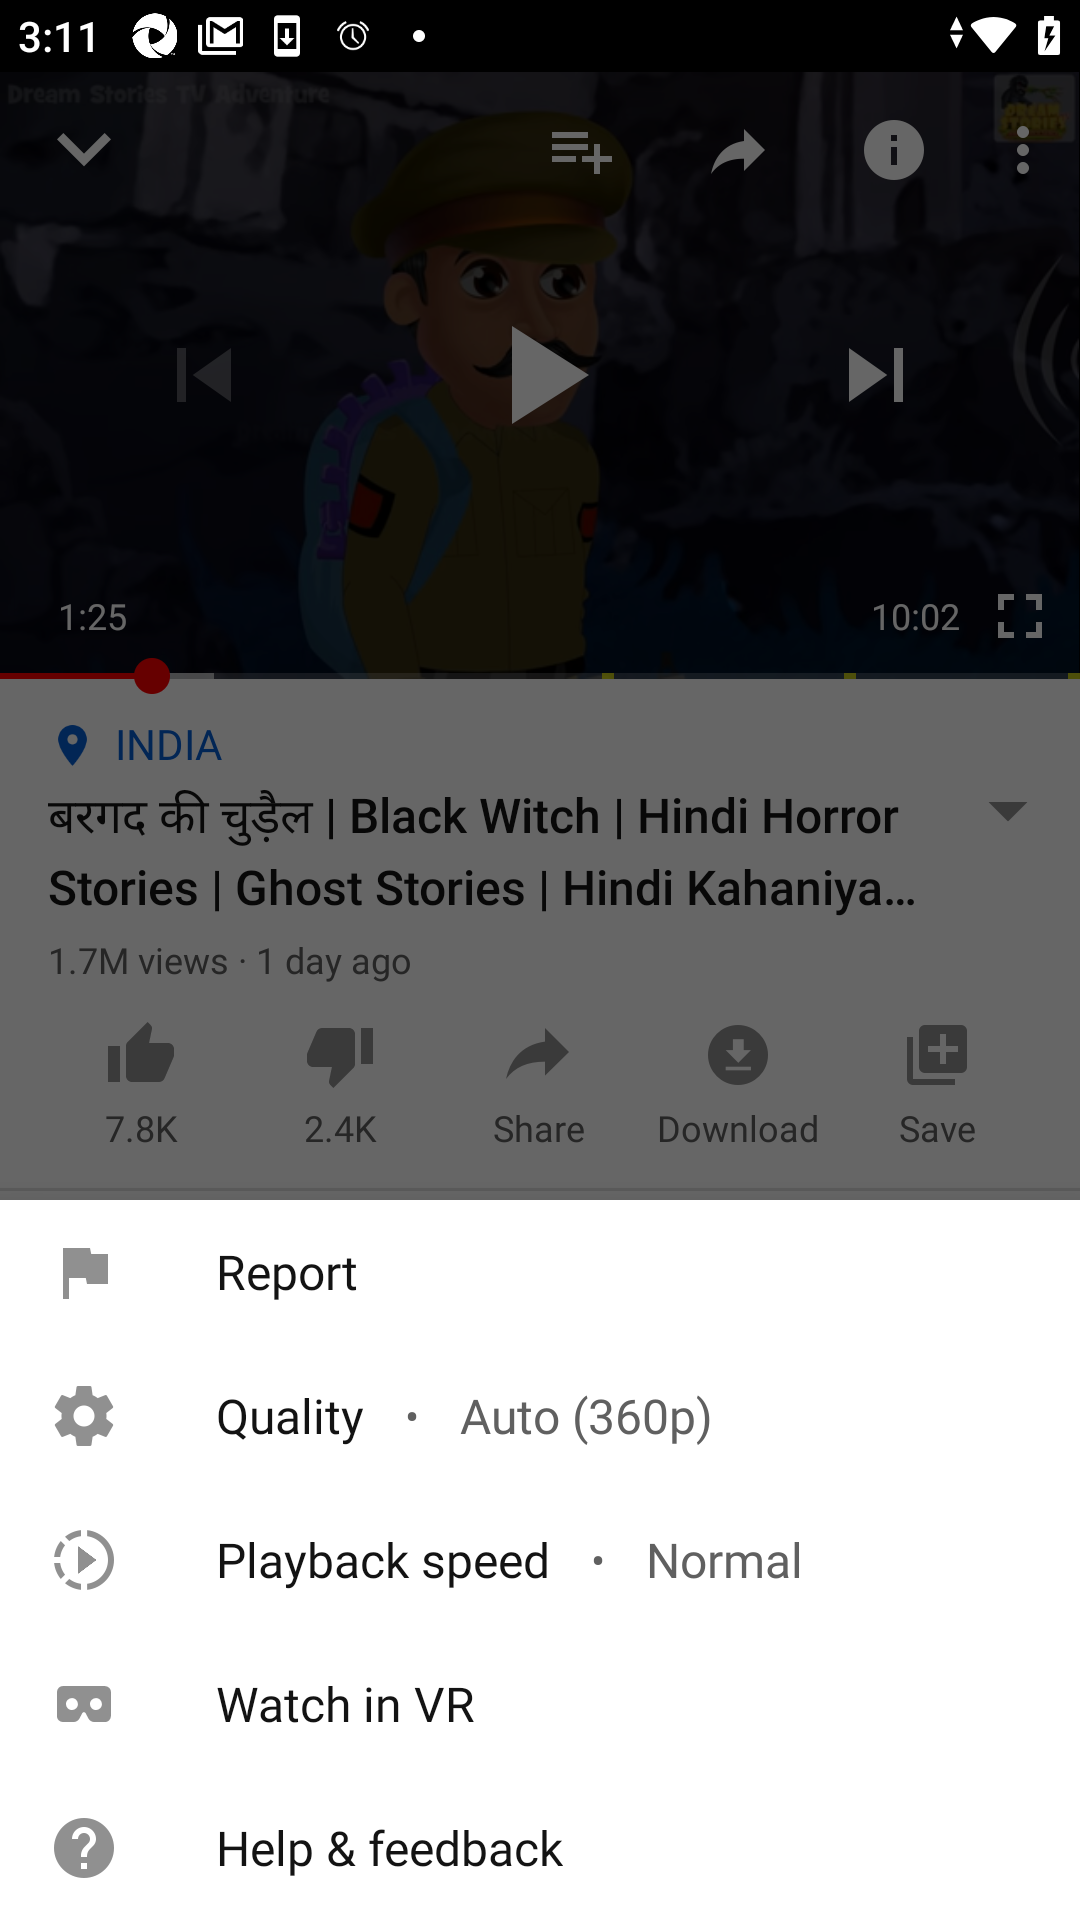 3:11
Dream Stories TV Adventure
DREAM
STORIES
1:25
10:02
INDIA
बरगद की चुड़ैल | Black Witch | Hindi Horror
Stories | Ghost Stories | Hindi Kahaniya...
1.7M views · 1 day ago
7.8K
2.4K
Share
Download
Save
Report
Quality · Auto (360p)
Playback speed · Normal
Watch in VR
Help & feedback